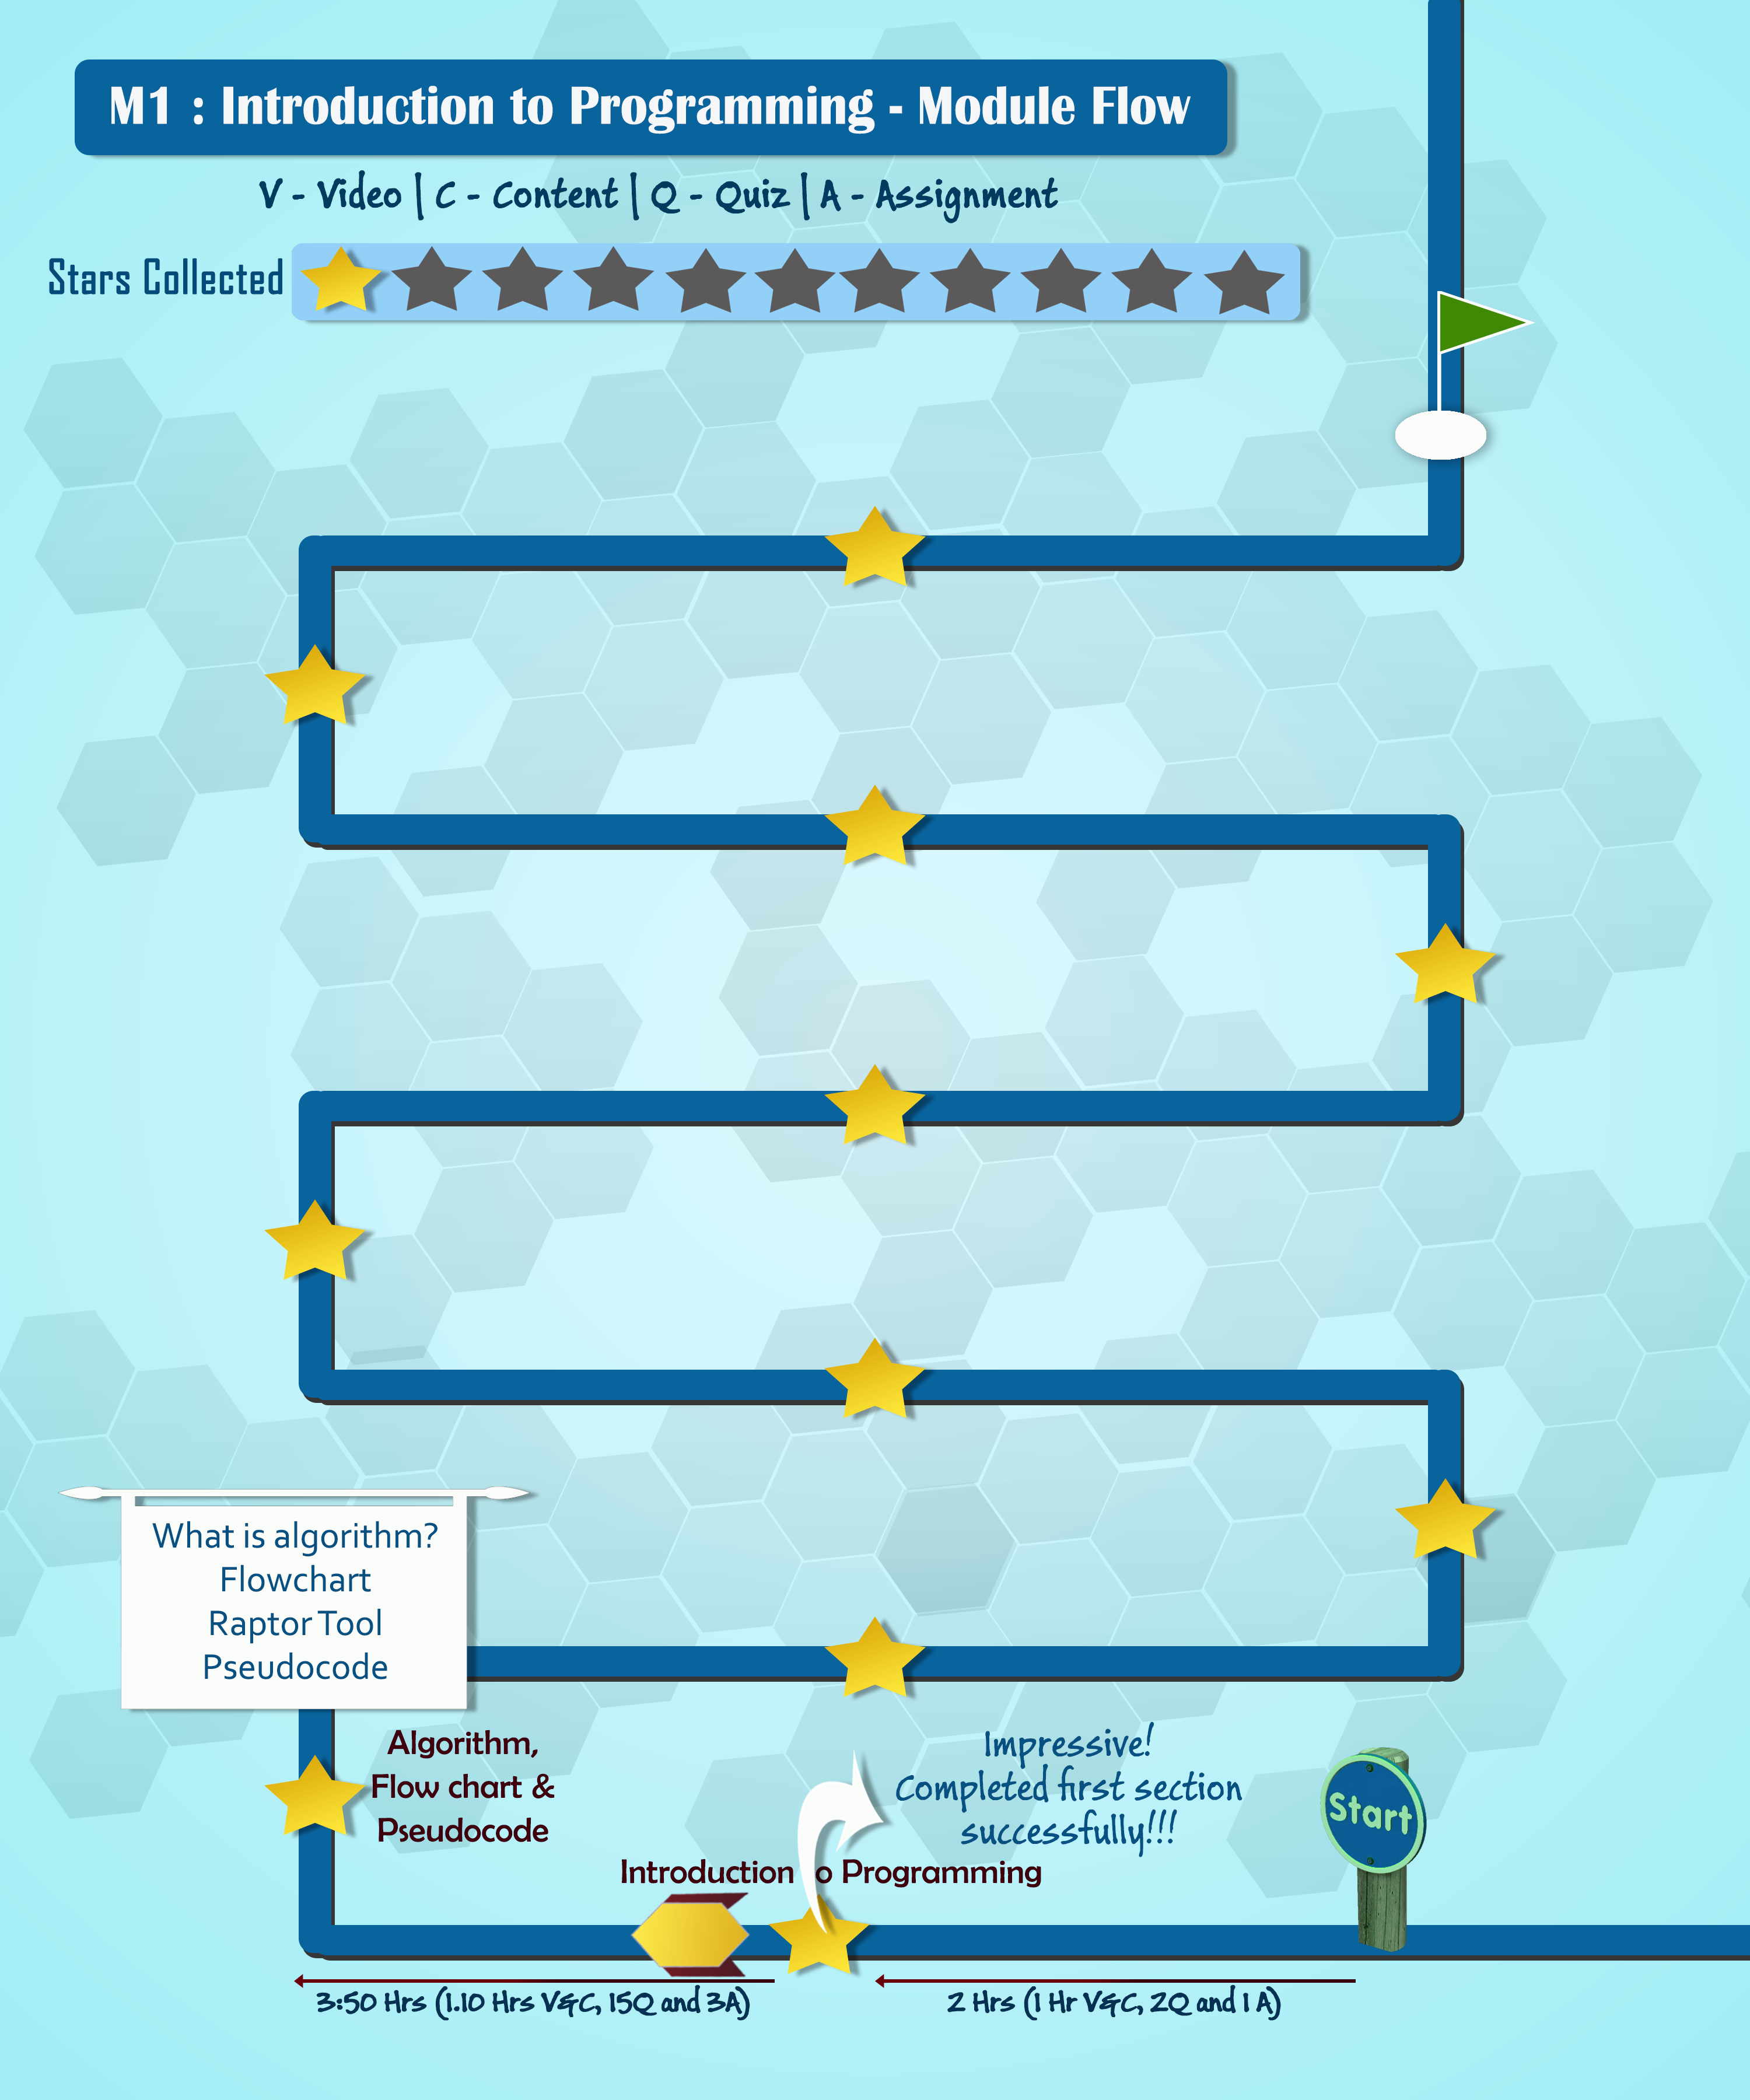 M1 : Introduction to Programming - Module Flow
V - Video | C - Content | Q - Quiz | A - Assignment
Stars Collected
What is algorithm?
Flowchart
Raptor Tool
Pseudocode
Algorithm,
Flow chart &
Pseudocode
Impressive!
Completed first section
successfully!!!
Start
Introduction o Programming
3:50 Hrs (1.10 Hrs V&C, 15Q and 3A)
2 Hrs (1 Hr V&C, 2Q and 1 A)